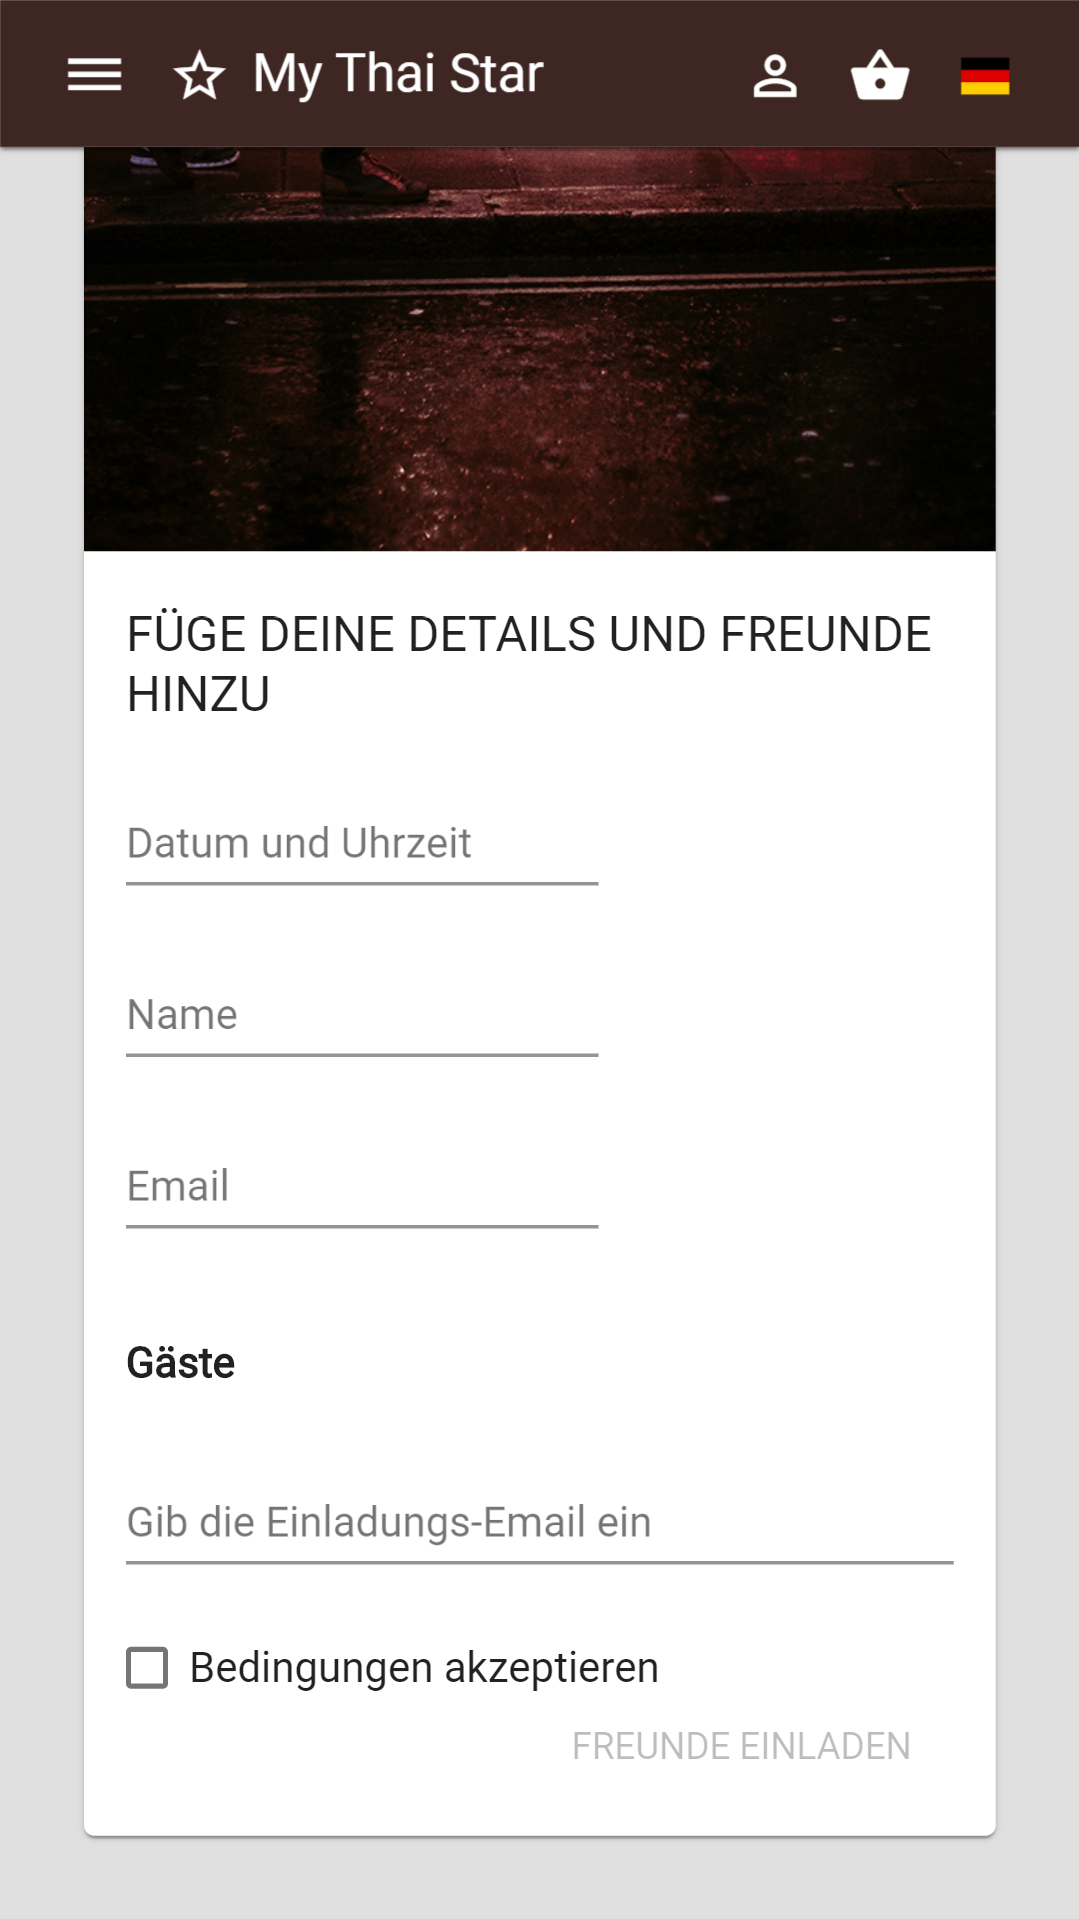 My Thai Star
FÜGE DEINE DETAILS UND FREUNDE
HINZU
Datum und Uhrzeit
Name
Email
Gäste
Gib die Einladungs-Email ein
Bedingungen akzeptieren
FREUNDE EINLADEN